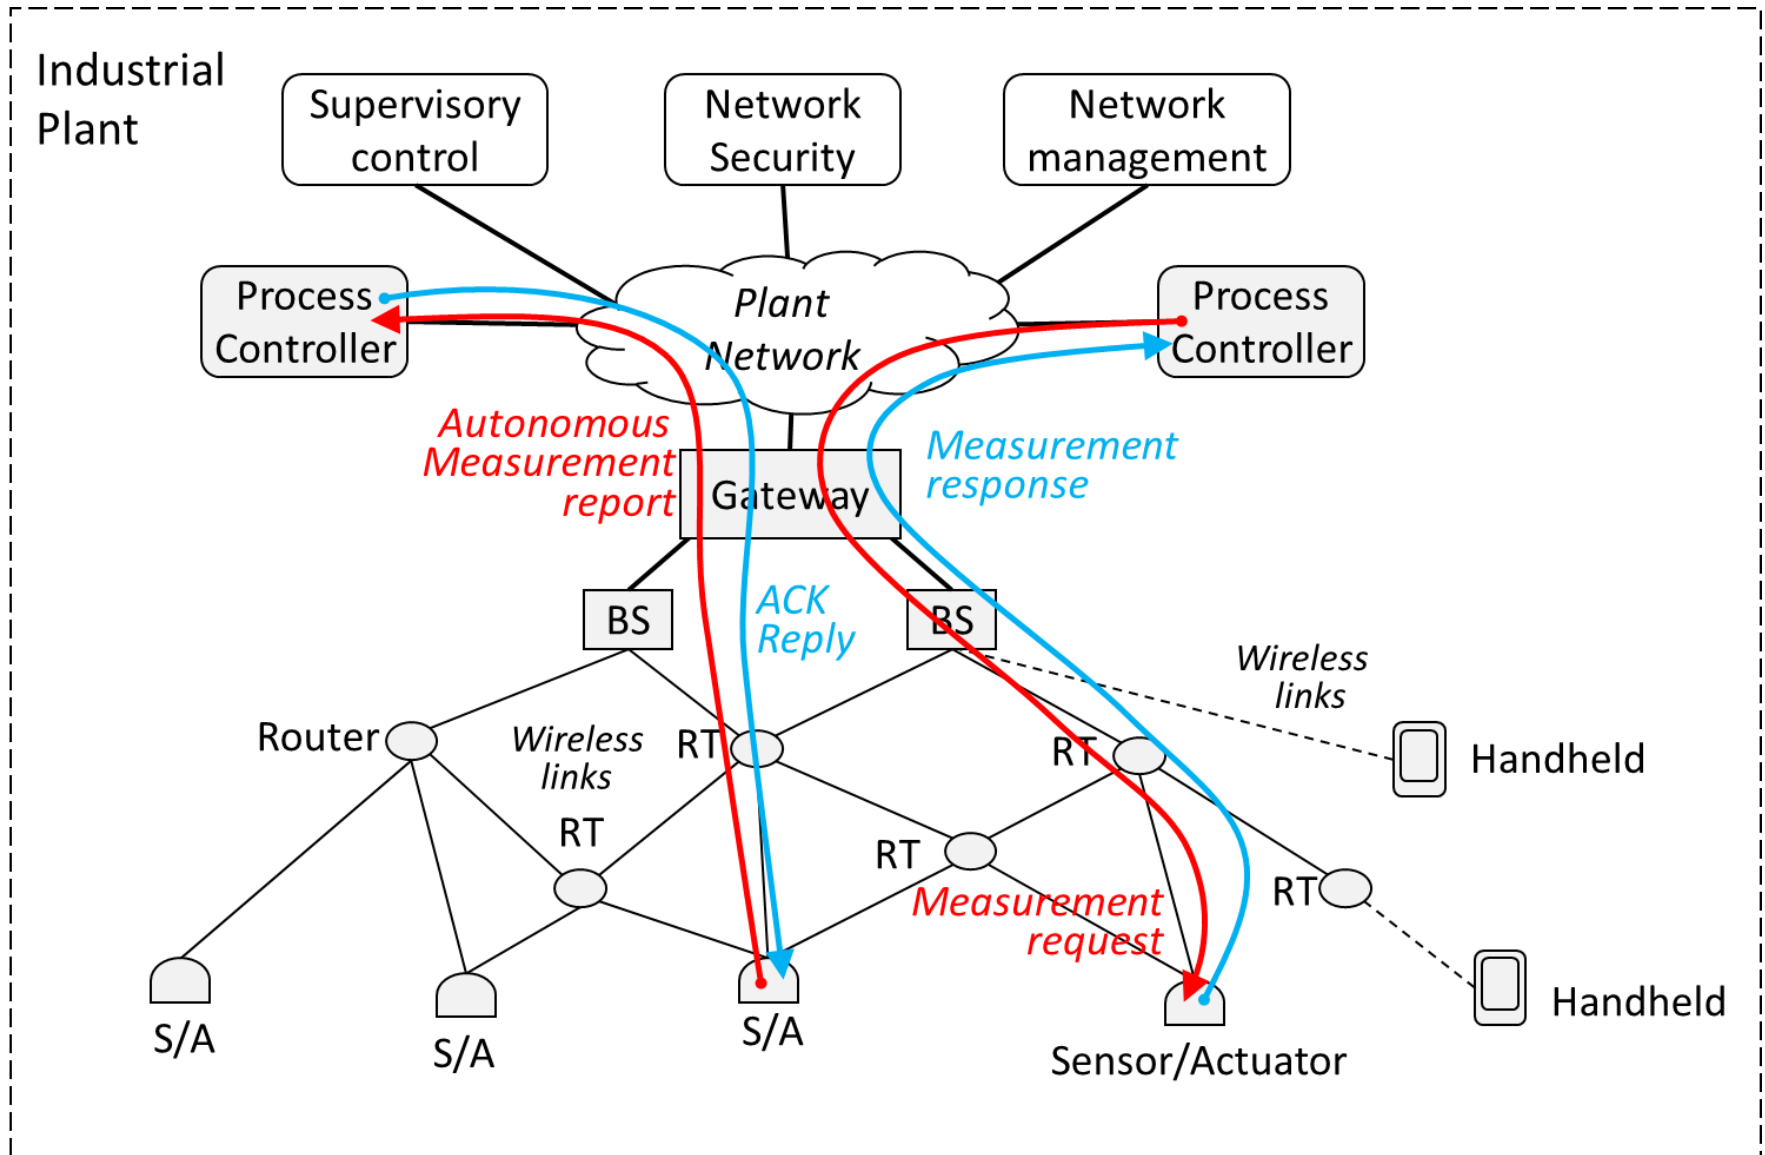 Industrial
Plant
Supervisory
control
Network
Security
Network
management
Process
Controller
Plant
Network
Process
Controller
Autonomous
Measurement
report
Gateway
Measurement
response
BS
ACK
Reply
BS
Wireless
links
Router
Wireless
links
RT
RT
Handheld
RT
RT
Measurement
request
RT
S/A
S/A
S/A
Sensor/Actuator
Handheld